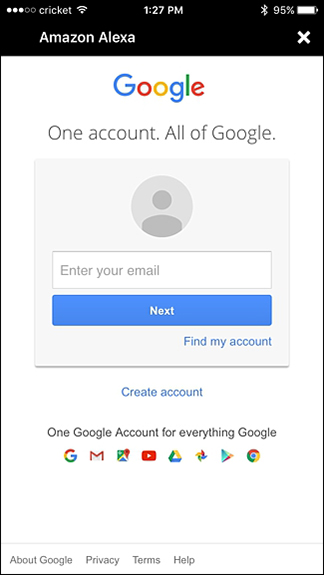 cricket 1:27 PM 95%
Amazon Alexa
Google
One account. All of Google.
Enter your email
Next
Find my account
Create account
One Google Account for everything Google
About Google Privacy Terms Help